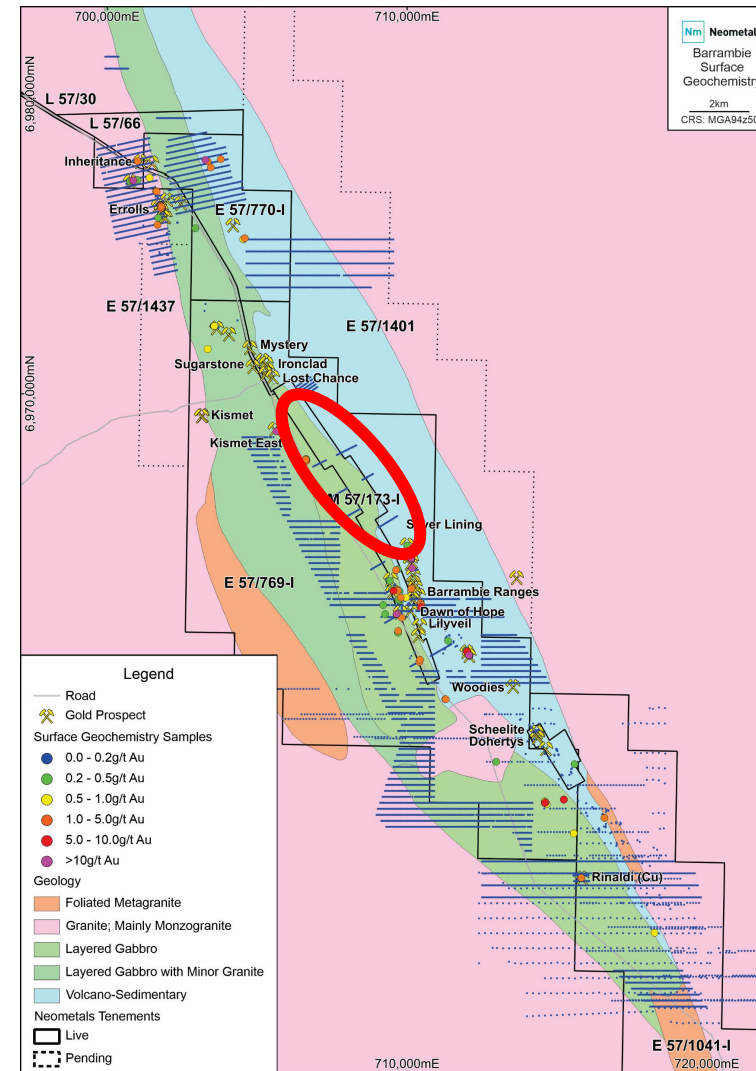 700,000mE
710,000mE
Nm Neometal
Barrambie
Surface
Geochemistry
2km
CRS: MGA94z50
6,980,000mN
L 57/30
L 57/66
Inheritance
Errolls
E 57/770-I
E 57/1437
E 57/1401
Mystery
Sugarstone
Ironclad
Lost Chance
6,970,000mN
Kismet
Kismet East
M 57/173-I
Silver Lining
E 57/769-I
Barrambie Ranges
Dawn of Hope
Lilyveil
Woodies
Scheelite
Dohertys
Rinaldi (Cu)
Legend
Road
Gold Prospect
Surface Geochemistry Samples
0.0 - 0.2g/t Au
0.2 - 0.5g/t Au
0.5 - 1.0g/t Au
1.0 - 5.0g/t Au
5.0 - 10.0g/t Au
>10g/t Au
Geology
Foliated Metagranite
Granite; Mainly Monzogranite
Layered Gabbro
Layered Gabbro with Minor Granite
Volcano-Sedimentary
Neometals Tenements
Live
Pending
E 57/1041-I
710,000mE
720,000mE